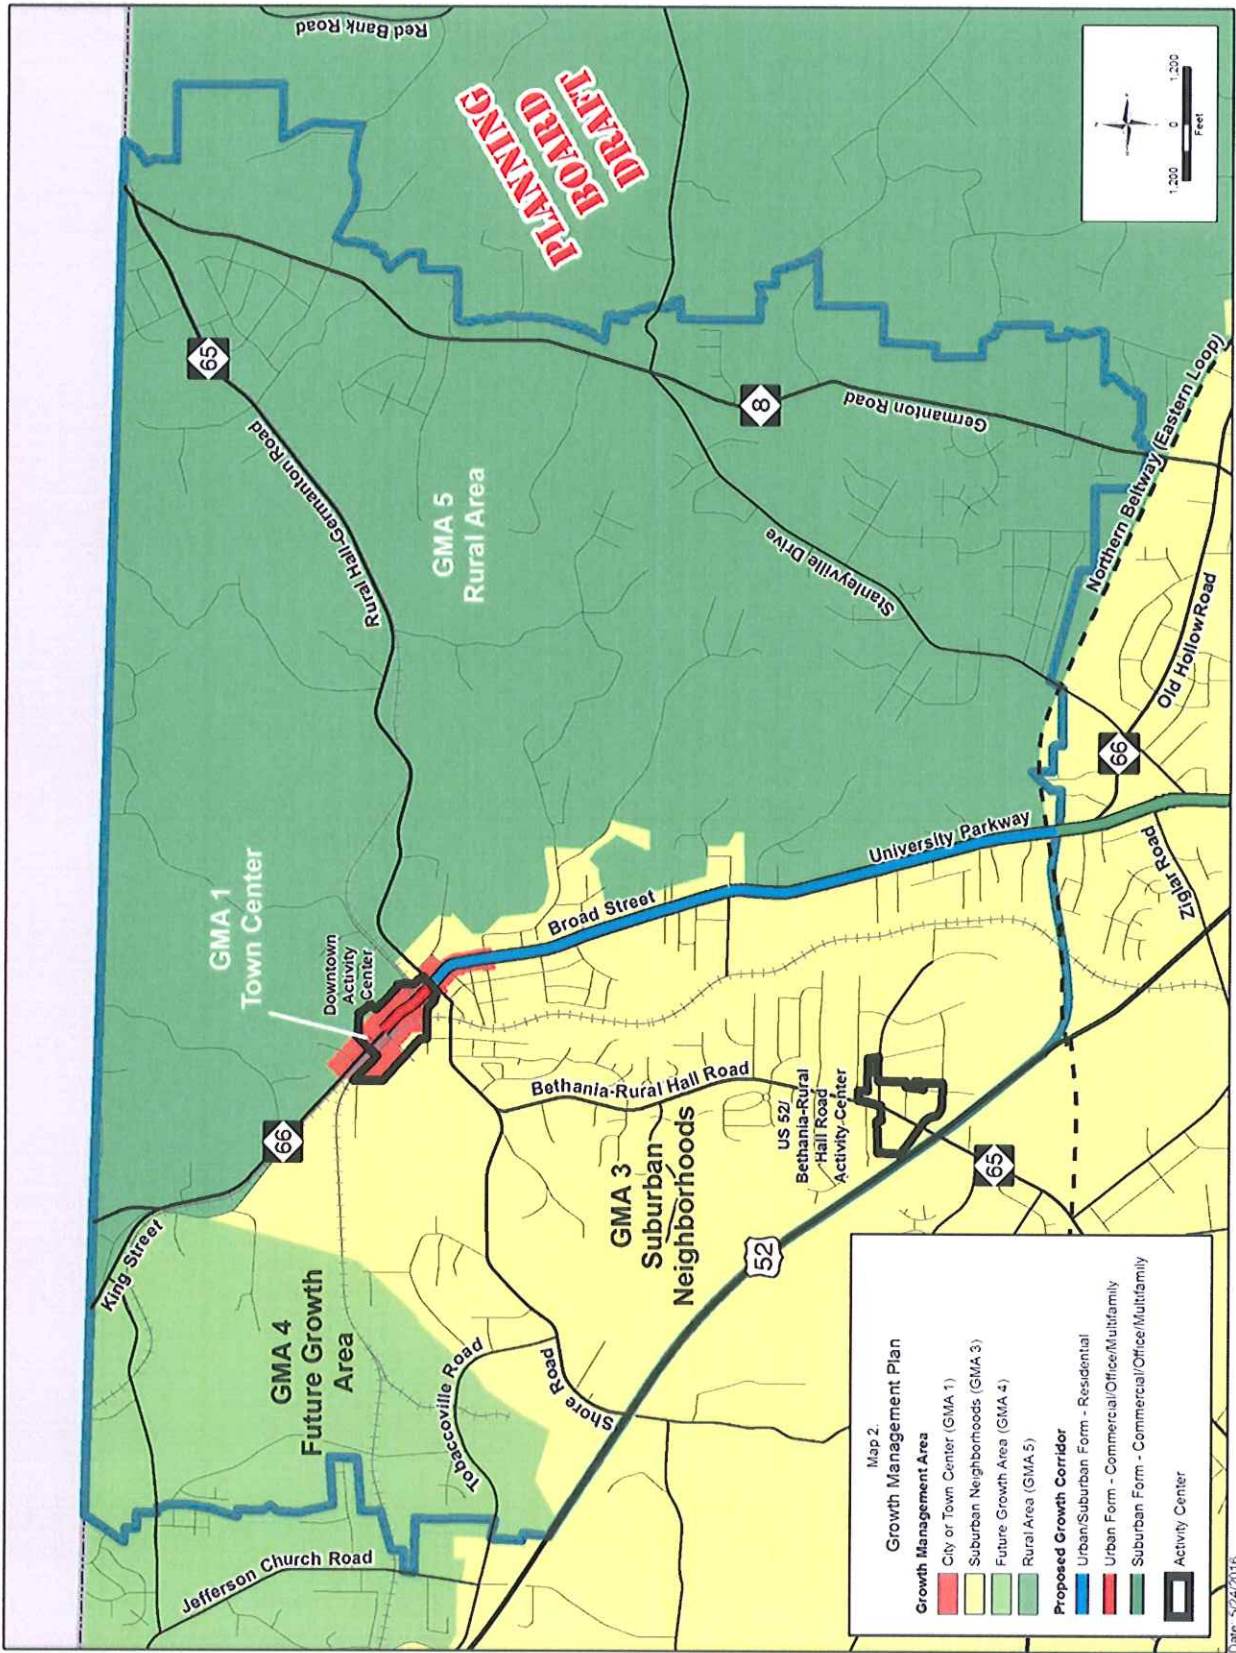 Red Bank Road
PLANNING
BOARD
DRAFT
1,200
0
1,200
Feet
65
Rural Hall-Germanton Road
GMA 5
Rural Area
8
Germanton Road
Stanleyville Drive
Northern Beltway (Eastern Loop)
Old Hollow Road
66
Ziglar Road
University Parkway
Broad Street
GMA 1
Town Center
Downtown
Activity
Center
66
King Street
Bethania-Rural Hall Road
GMA 3
Suburban
Neighborhoods
US 52/
Bethania-Rural
Hall Road
Activity Center
65
52
GMA 4
Future Growth
Area
Tobaccoville Road
Shore Road
Jefferson Church Road
Map 2.
Growth Management Plan
Growth Management Area
City or Town Center (GMA 1)
Suburban Neighborhoods (GMA 3)
Future Growth Area (GMA 4)
Rural Area (GMA 5)
Proposed Growth Corridor
Urban/Suburban Form - Residential
Urban Form - Commercial/Office/Multifamily
Suburban Form - Commercial/Office/Multifamily
Activity Center
Date: 5/24/2016